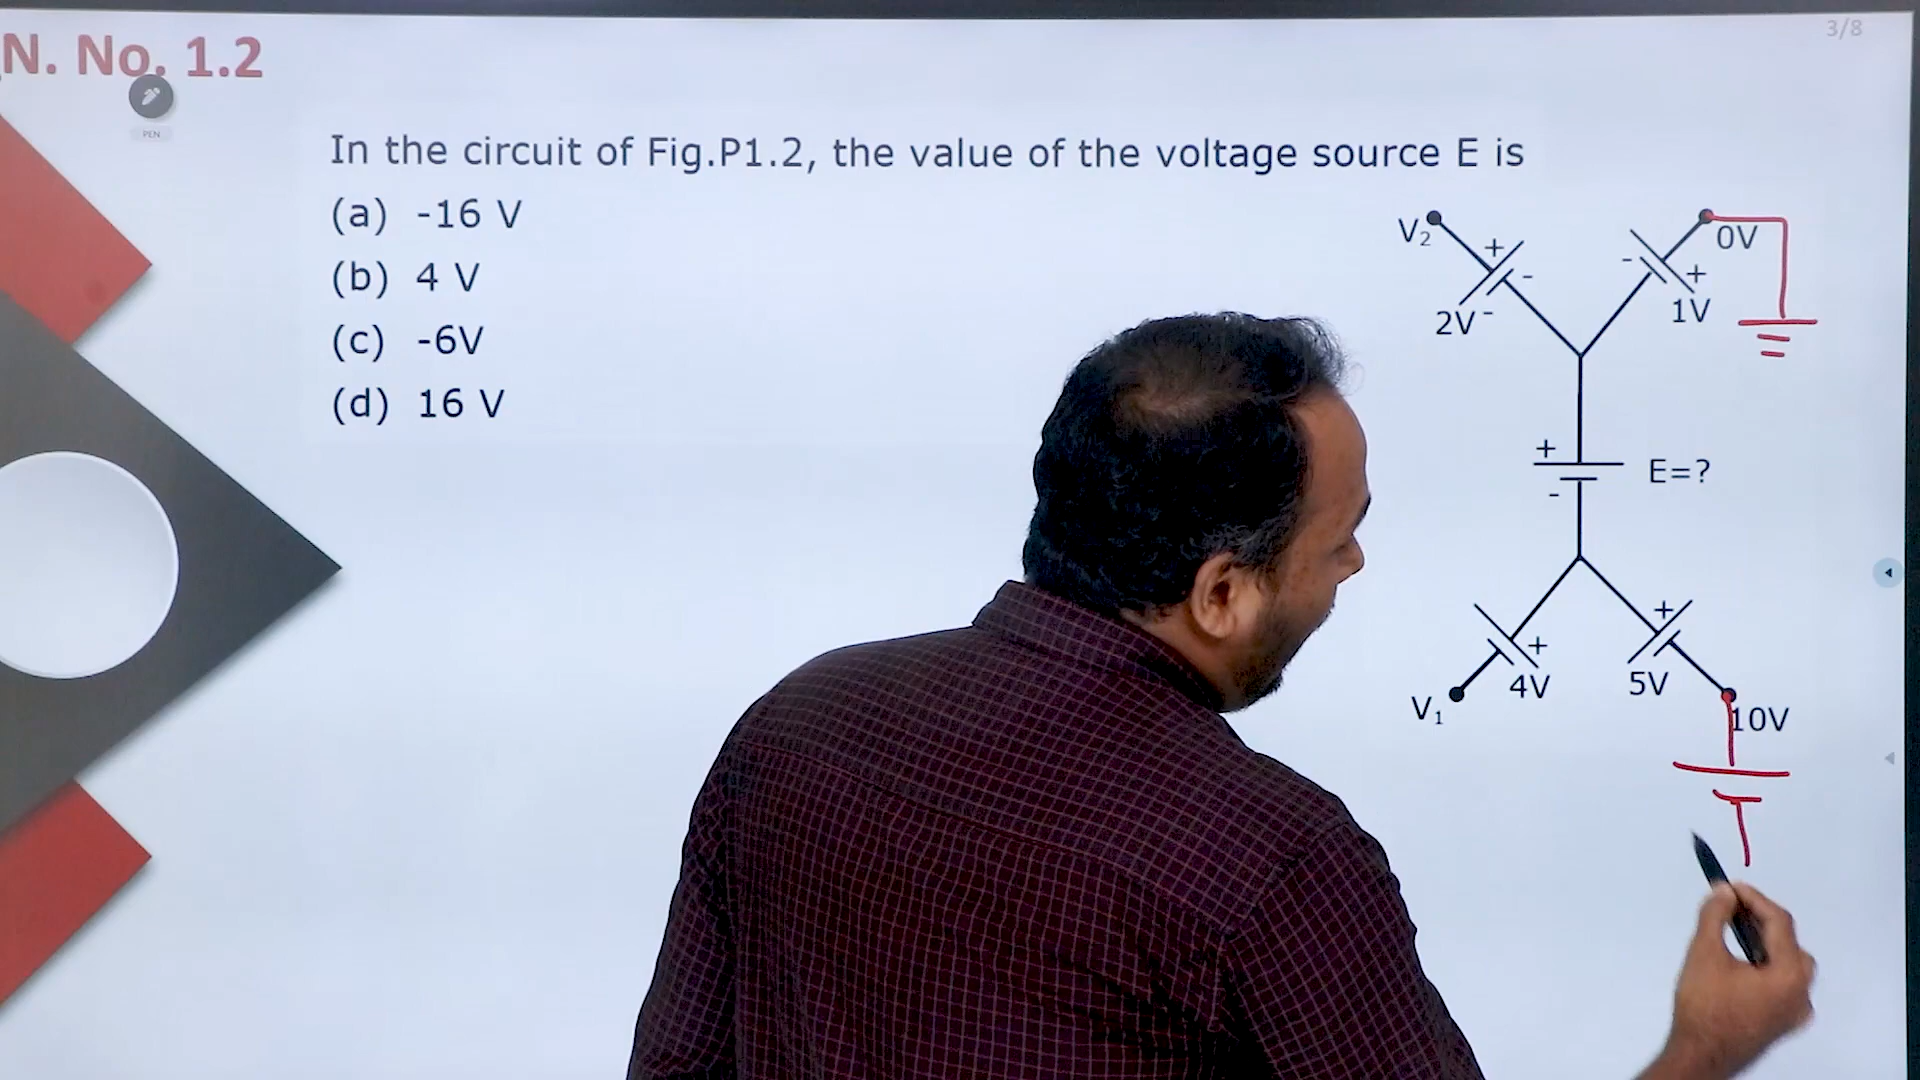 3/8
N. No. 1.2
PEN
In the circuit of Fig.P1.2, the value of the voltage source E is
(a) -16 V
(b) 4 V
(c) -6V
(d) 16 V
V₂
+
-
2V
-
0V
-
+
1V
+
-
E=?
+
4V
V₁
+
5V
10V